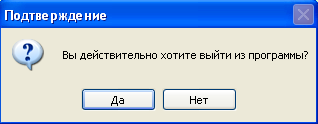 Подтверждение
Вы действительно хотите выйти из программы?
Да
Нет